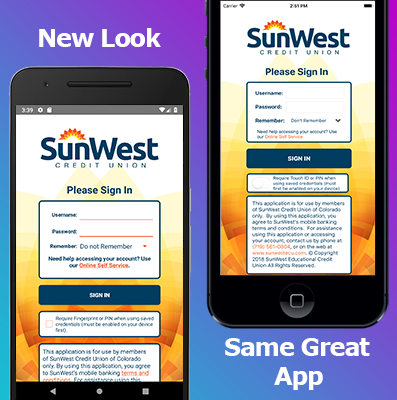 New Look
3:39
SunWest
CREDIT UNION
Please Sign In
Username:
Password:
Remember: Do not Remember
Need help accessing your account? Use
our Online Self Service.
SIGN IN
Require Fingerprint or PIN when using saved
credentials (must be enabled on your device
first).
This application is for use by members
of SunWest Credit Union of Colorado
only. By using this application, you agree
to SunWest's mobile banking terms and
conditions. For assistance using this
Carrier
2:51 PM
SunWest
CREDIT UNION
Please Sign In
Username:
Password:
Remember: Don't Remember
Need help accessing your account? Use
our Online Self Service.
SIGN IN
Require Touch ID or PIN when
using saved credentials (must
first be enabled on your device).
This application is for use by members
of SunWest Credit Union of Colorado
only. By using this application, you
agree to SunWest's mobile banking
terms and conditions. For assistance
using this application or accessing
your account, contact us by phone at
or on the web at
www.sunwestecu.com. © Copyright
2018 SunWest Educational Credit
Union All Rights Reserved.
Same Great
App